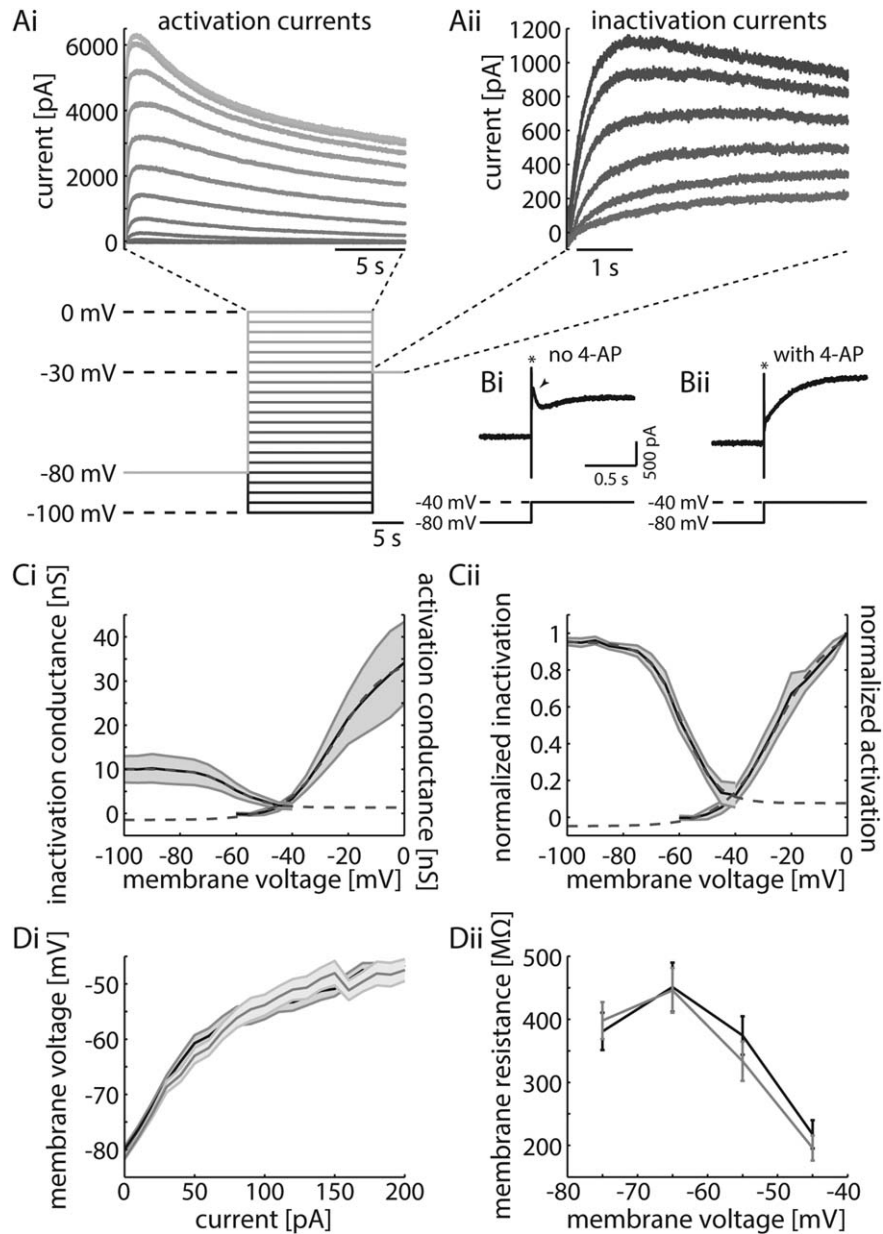 Ai
activation currents
current [pA]
6000
4000
2000
0
5 s
Aii
inactivation currents
current [pA]
1200
1000
800
600
400
200
0
1 s
0 mV
-30 mV
-80 mV
-100 mV
5 s
Bi
* no 4-AP
0.5 s
500 pA
-40 mV
-80 mV
Bii
* with 4-AP
-40 mV
-80 mV
Ci
inactivation conductance [nS]
activation conductance [nS]
40
30
20
10
0
-100 -80 -60 -40 -20 0
membrane voltage [mV]
Cii
normalized inactivation
normalized activation
1
0.8
0.6
0.4
0.2
0
-100 -80 -60 -40 -20 0
membrane voltage [mV]
Di
membrane voltage [mV]
-50
-60
-70
-80
0 50 100 150 200
current [pA]
Dii
membrane resistance [MΩ]
500
400
300
200
-80 -70 -60 -50 -40
membrane voltage [mV]